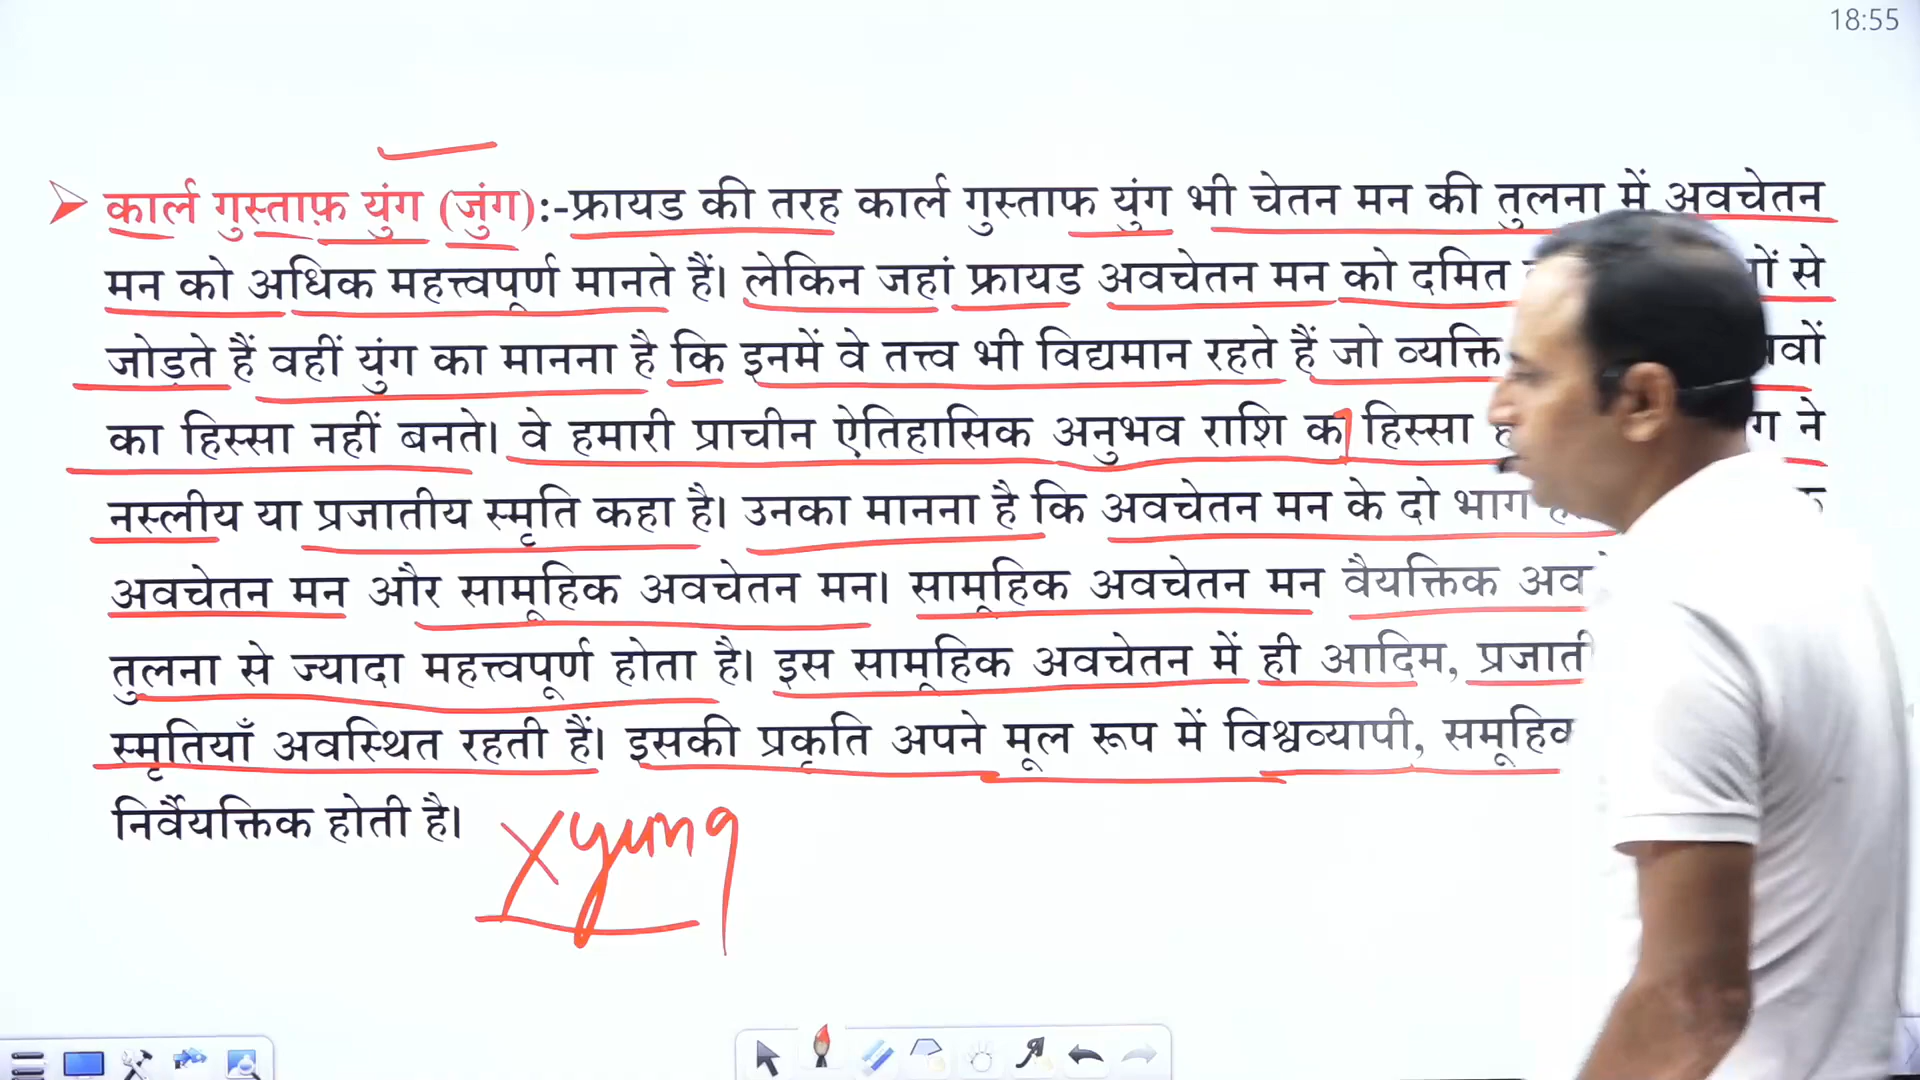 18:55
कार्ल गुस्ताफ़ युंग (जुंग):-फ्रायड की तरह कार्ल गुस्ताफ युंग भी चेतन मन की तुलना में अवचेतन
मन को अधिक महत्त्वपूर्ण मानते हैं। लेकिन जहां फ्रायड अवचेतन मन को दमित से
जोड़ते हैं वहीं युंग का मानना है कि इनमें वे तत्त्व भी विद्यमान रहते हैं जो व्यक्ति
का हिस्सा नहीं बनते। वे हमारी प्राचीन ऐतिहासिक अनुभव राशि का हिस्सा ने
नस्लीय या प्रजातीय स्मृति कहा है। उनका मानना है कि अवचेतन मन के दो भाग
अवचेतन मन और सामूहिक अवचेतन मन। सामूहिक अवचेतन मन वैयक्तिक
तुलना से ज्यादा महत्त्वपूर्ण होता है। इस सामूहिक अवचेतन में ही आदिम,
स्मृतियाँ अवस्थित रहती हैं। इसकी प्रकृति अपने मूल रूप में विश्वव्यापी,
निर्वैयक्तिक होती है।
yung